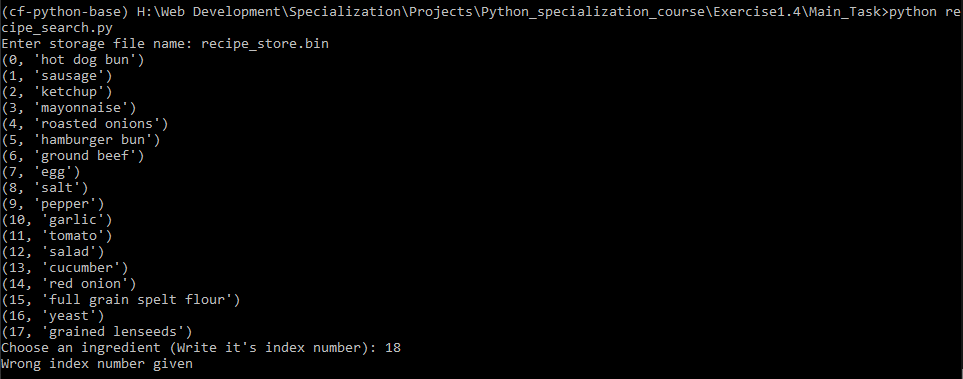 (cf-python-base) H:\Web Development\Specialization\Projects\Python_specialization_course\Exercise1.4\Main_Task>python re
cipe_search.py
Enter storage file name: recipe_store.bin
(0, 'hot dog bun')
(1, 'sausage')
(2, 'ketchup')
(3, 'mayonnaise')
(4, 'roasted onions')
(5, 'hamburger bun')
(6, 'ground beef')
(7, 'egg')
(8, 'salt')
(9, 'pepper')
(10, 'garlic')
(11, 'tomato')
(12, 'salad')
(13, 'cucumber')
(14, 'red onion')
(15, 'full grain spelt flour')
(16, 'yeast')
(17, 'grained lenseeds')
Choose an ingredient (Write it's index number): 18
Wrong index number given